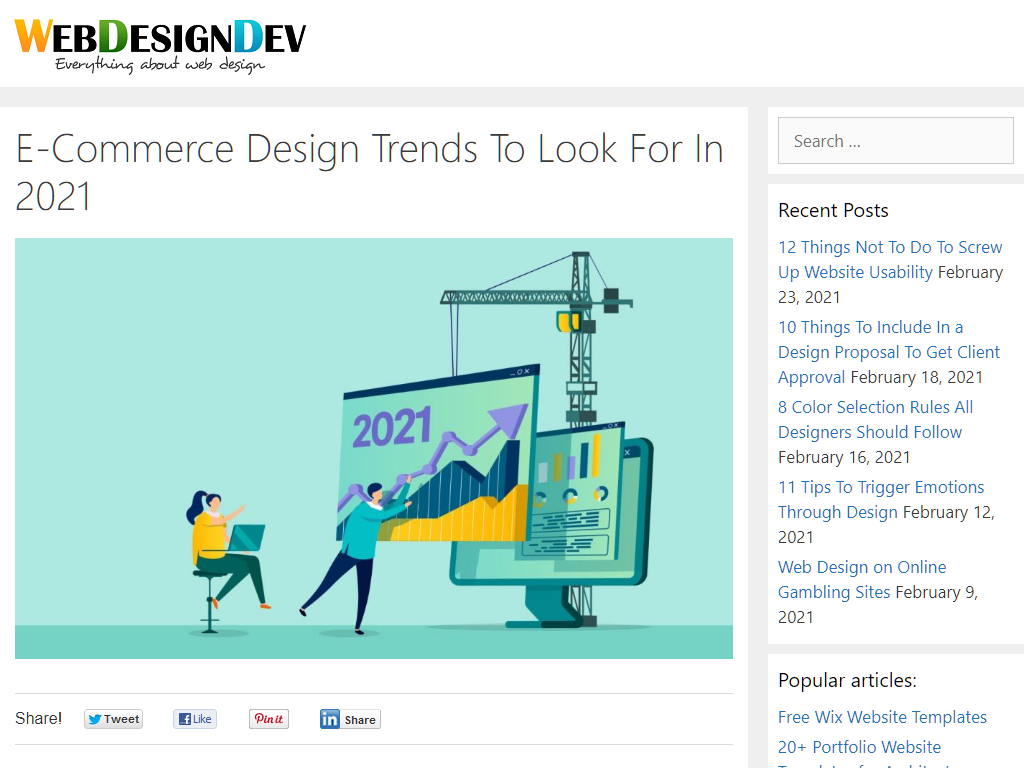 WEBDESIGNDEV
Everything about web design
E-Commerce Design Trends To Look For In
2021
2021
Share!
Tweet
Like
Pin it
in Share
Search ...
Recent Posts
12 Things Not To Do To Screw
Up Website Usability February
23, 2021
10 Things To Include In a
Design Proposal To Get Client
Approval February 18, 2021
8 Color Selection Rules All
Designers Should Follow
February 16, 2021
11 Tips To Trigger Emotions
Through Design February 12,
2021
Web Design on Online
Gambling Sites February 9,
2021
Popular articles:
Free Wix Website Templates
20+ Portfolio Website